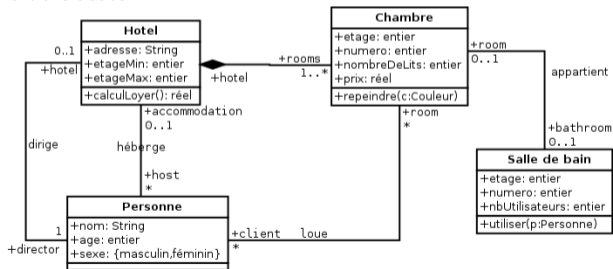 Hotel
+adresse: String
+etageMin: entier
+etageMax: entier
+calculLoyer(): réel
Chambre
+etage: entier
+numero: entier
+nombreDeLits: entier
+prix: réel
+repeindre(c:Couleur)
0..1
+hotel
+hotel
+rooms
1..*
+room
0..1
appartient
+bathroom
0..1
Salle de bain
+etage: entier
+numero: entier
+nbUtilisateurs: entier
+utiliser(p:Personne)
+accommodation
0..1
héberge
dirige
+host
*
+room
*
Personne
+nom: String
+age: entier
+sexe: {masculin,féminin}
1
+director
+client
loue
*